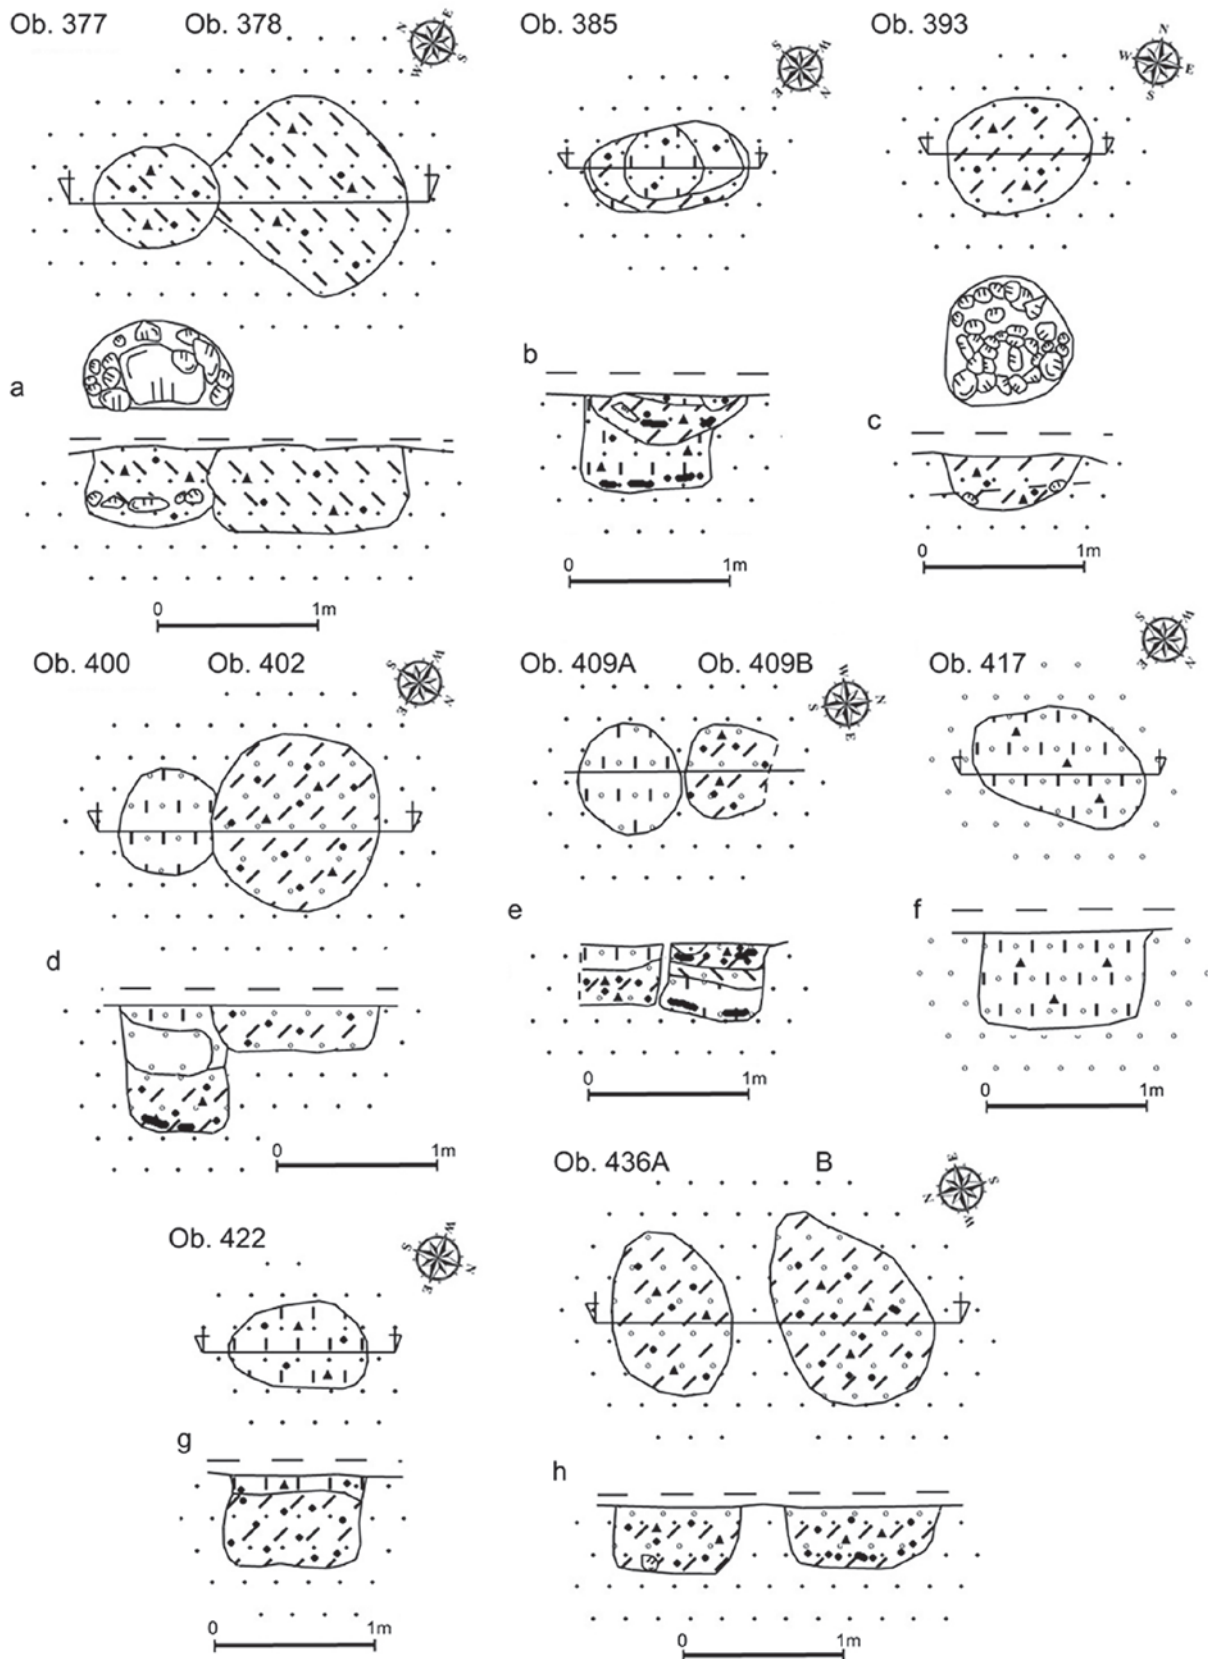 Ob. 377 Ob. 378
N E S W
a
0 1m
Ob. 385
S W N E
b
0 1m
Ob. 393
N E S W
c
0 1m
Ob. 400 Ob. 402
S W N E
d
0 1m
Ob. 409A Ob. 409B
W N E S
e
0 1m
Ob. 417
S W N E
f
0 1m
Ob. 422
S W N E
g
0 1m
Ob. 436A B
E S W N
h
0 1m